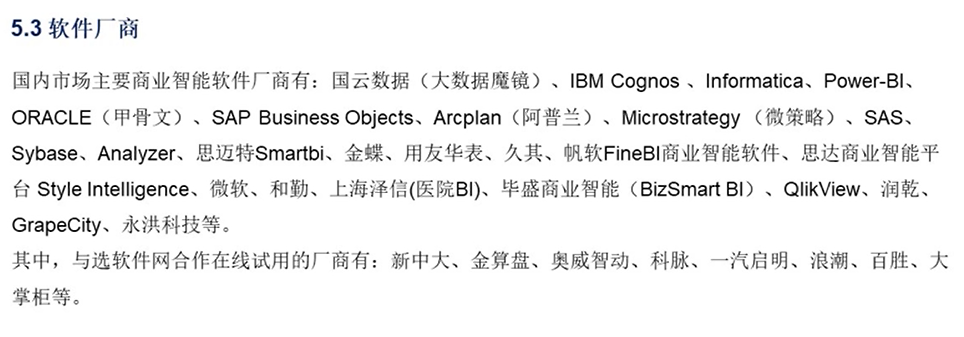 5.3 软件厂商
国内市场主要商业智能软件厂商有：国云数据（大数据魔镜）、IBM Cognos 、Informatica、Power-BI、
ORACLE（甲骨文）、SAP Business Objects、Arcplan（阿普兰）、Microstrategy （微策略）、SAS、
Sybase、Analyzer、思迈特Smartbi、金蝶、用友华表、久其、帆软FineBI商业智能软件、思达商业智能平
台 Style Intelligence、微软、和勤、上海泽信(医院BI)、毕盛商业智能（BizSmart BI）、QlikView、润乾、
GrapeCity、永洪科技等。
其中，与选软件网合作在线试用的厂商有：新中大、金算盘、奥威智动、科脉、一汽启明、浪潮、百胜、大
掌柜等。